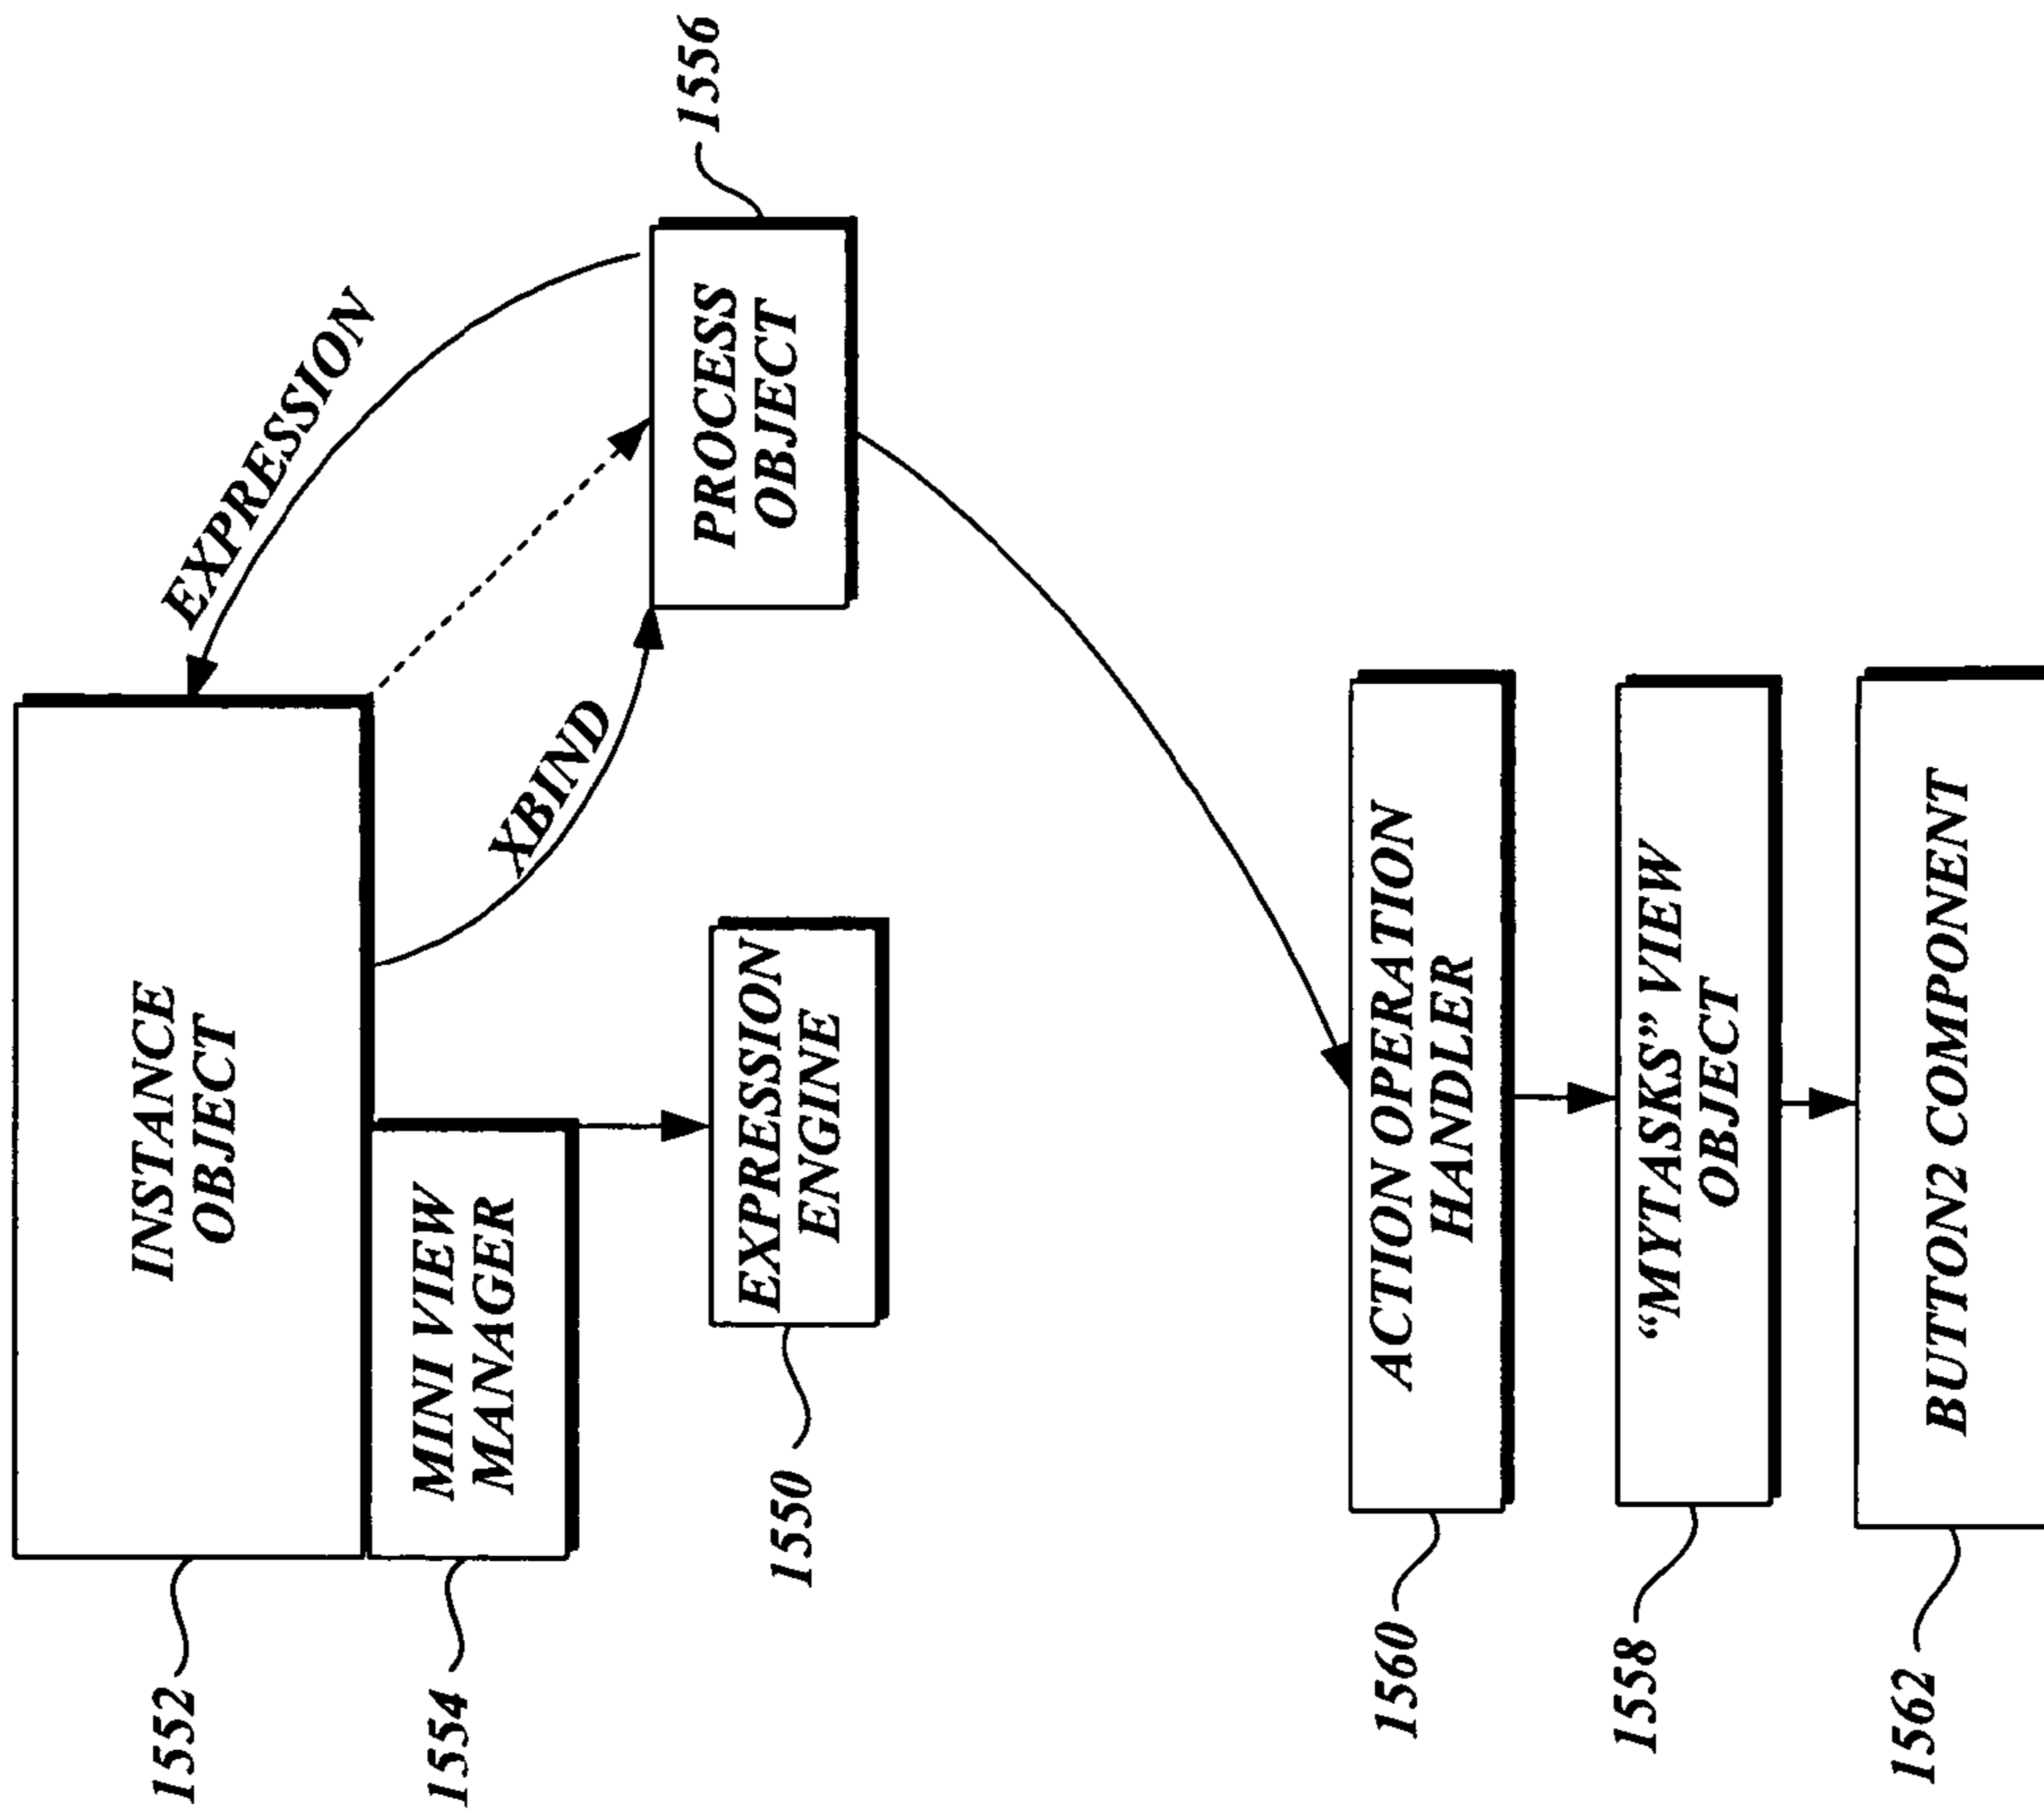 1552
INSTANCE
OBJECT
EXPRESSION
1554
MINI VIEW
MANAGER
XBIND
1550
EXPRESSION
ENGINE
PROCESS
OBJECT
1556
1560
ACTION OPERATION
HANDLER
1558
“MYTASKS” VIEW
OBJECT
1562
BUTTON2 COMPONENT